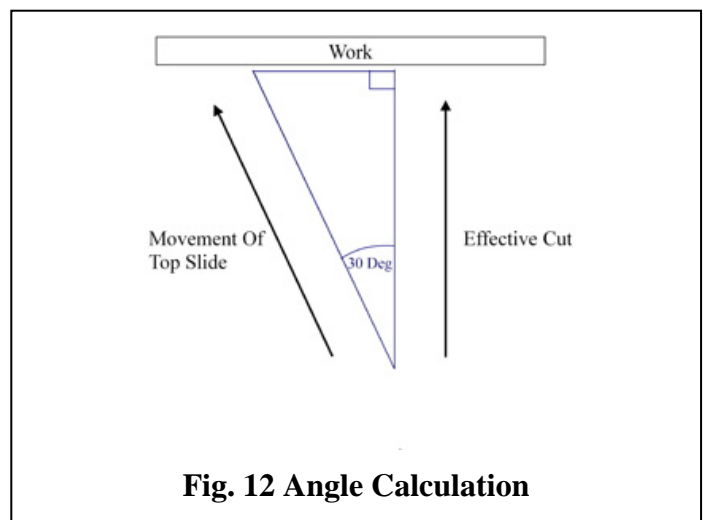 Work
Movement Of
Top Slide
Effective Cut
30 Deg
Fig. 12 Angle Calculation